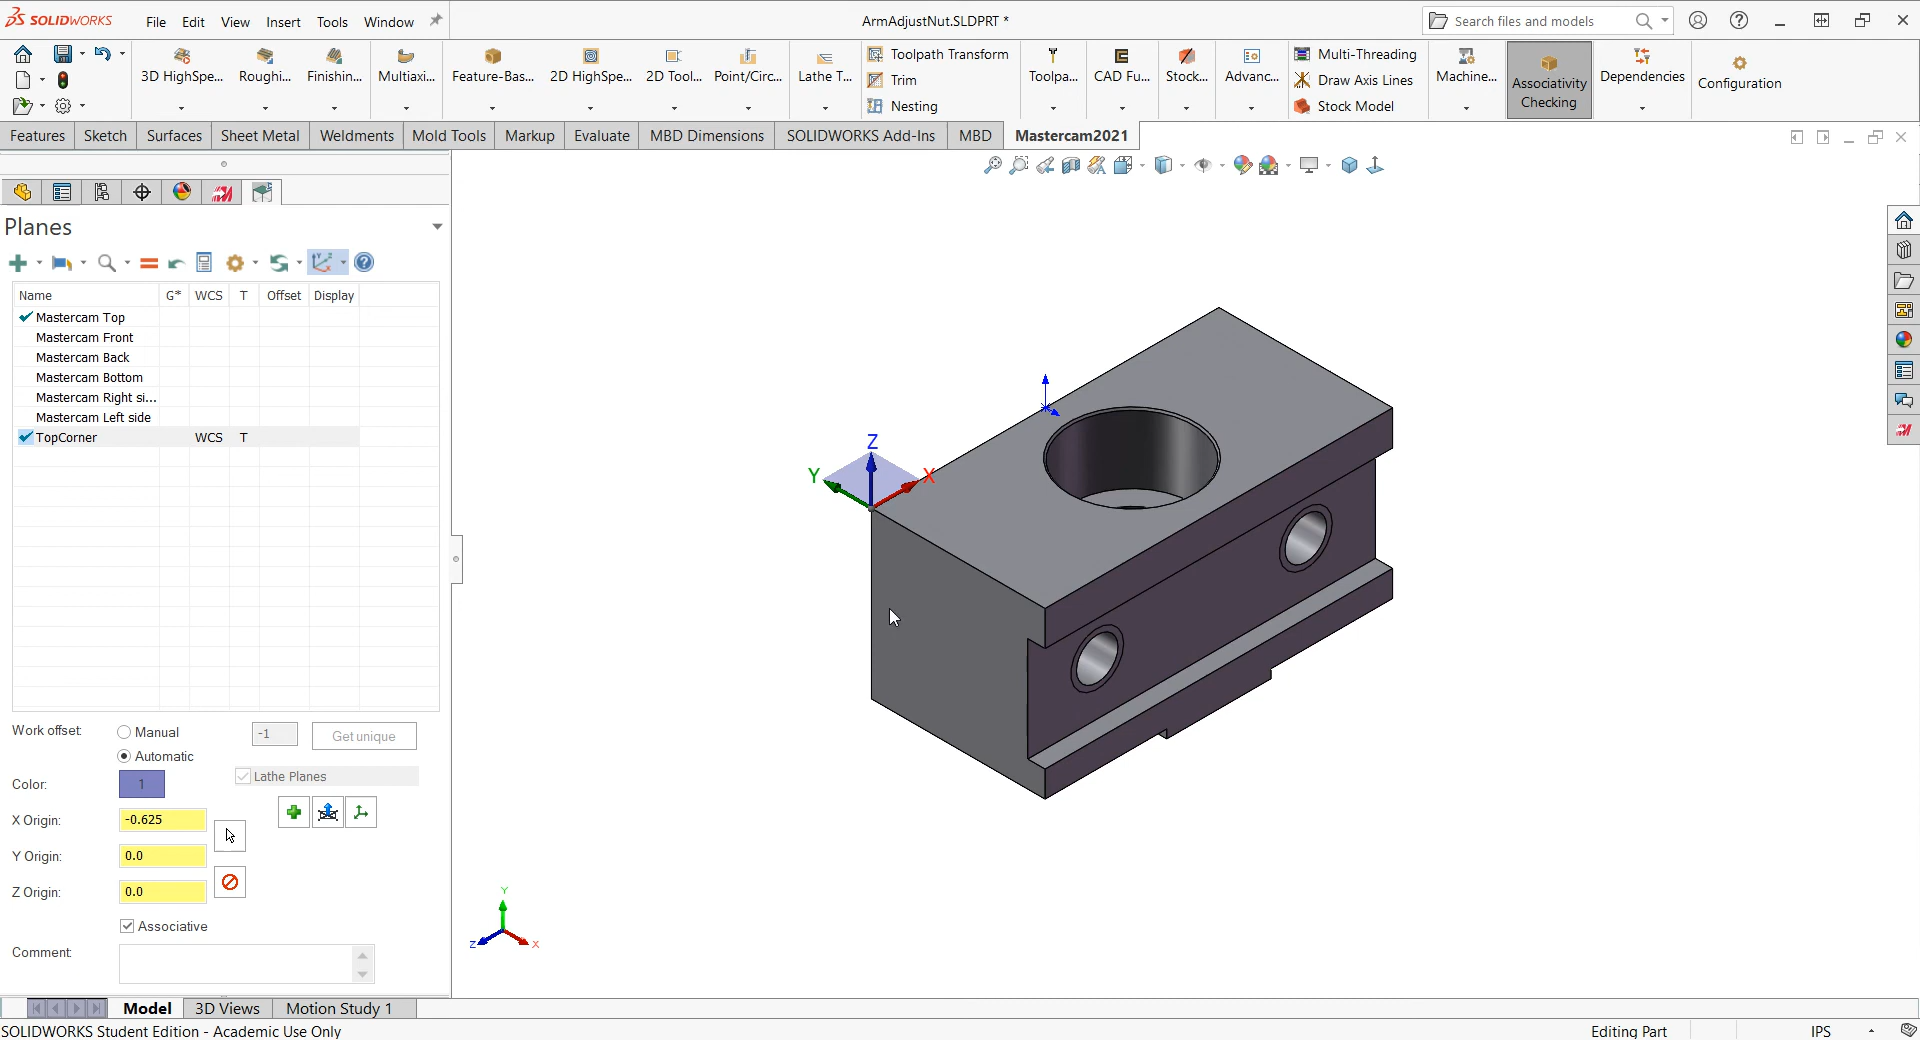 SOLIDWORKS File Edit View Insert Tools Window ArmAdjustNut.SLDPRT * Search files and models
3D HighSpe... Roughi... Finishin... Multiaxi... Feature-Bas... 2D HighSpe... 2D Tool... Point/Circ... Lathe T... Toolpath Transform Trim Nesting Toolpa... CAD Fu... Stock... Advanc... Multi-Threading Draw Axis Lines Stock Model Machine... Associativity Checking Dependencies Configuration
Features Sketch Surfaces Sheet Metal Weldments Mold Tools Markup Evaluate MBD Dimensions SOLIDWORKS Add-Ins MBD Mastercam2021
Planes
Name G* WCS T Offset Display
Mastercam Top
Mastercam Front
Mastercam Back
Mastercam Bottom
Mastercam Right si...
Mastercam Left side
TopCorner WCS T
Z
Y X
Work offset: Manual -1 Get unique
Automatic
Color: 1 Lathe Planes
X Origin: -0.625
Y Origin: 0.0
Z Origin: 0.0
Associative
Comment:
Y
Z X
Model 3D Views Motion Study 1
SOLIDWORKS Student Edition - Academic Use Only Editing Part IPS